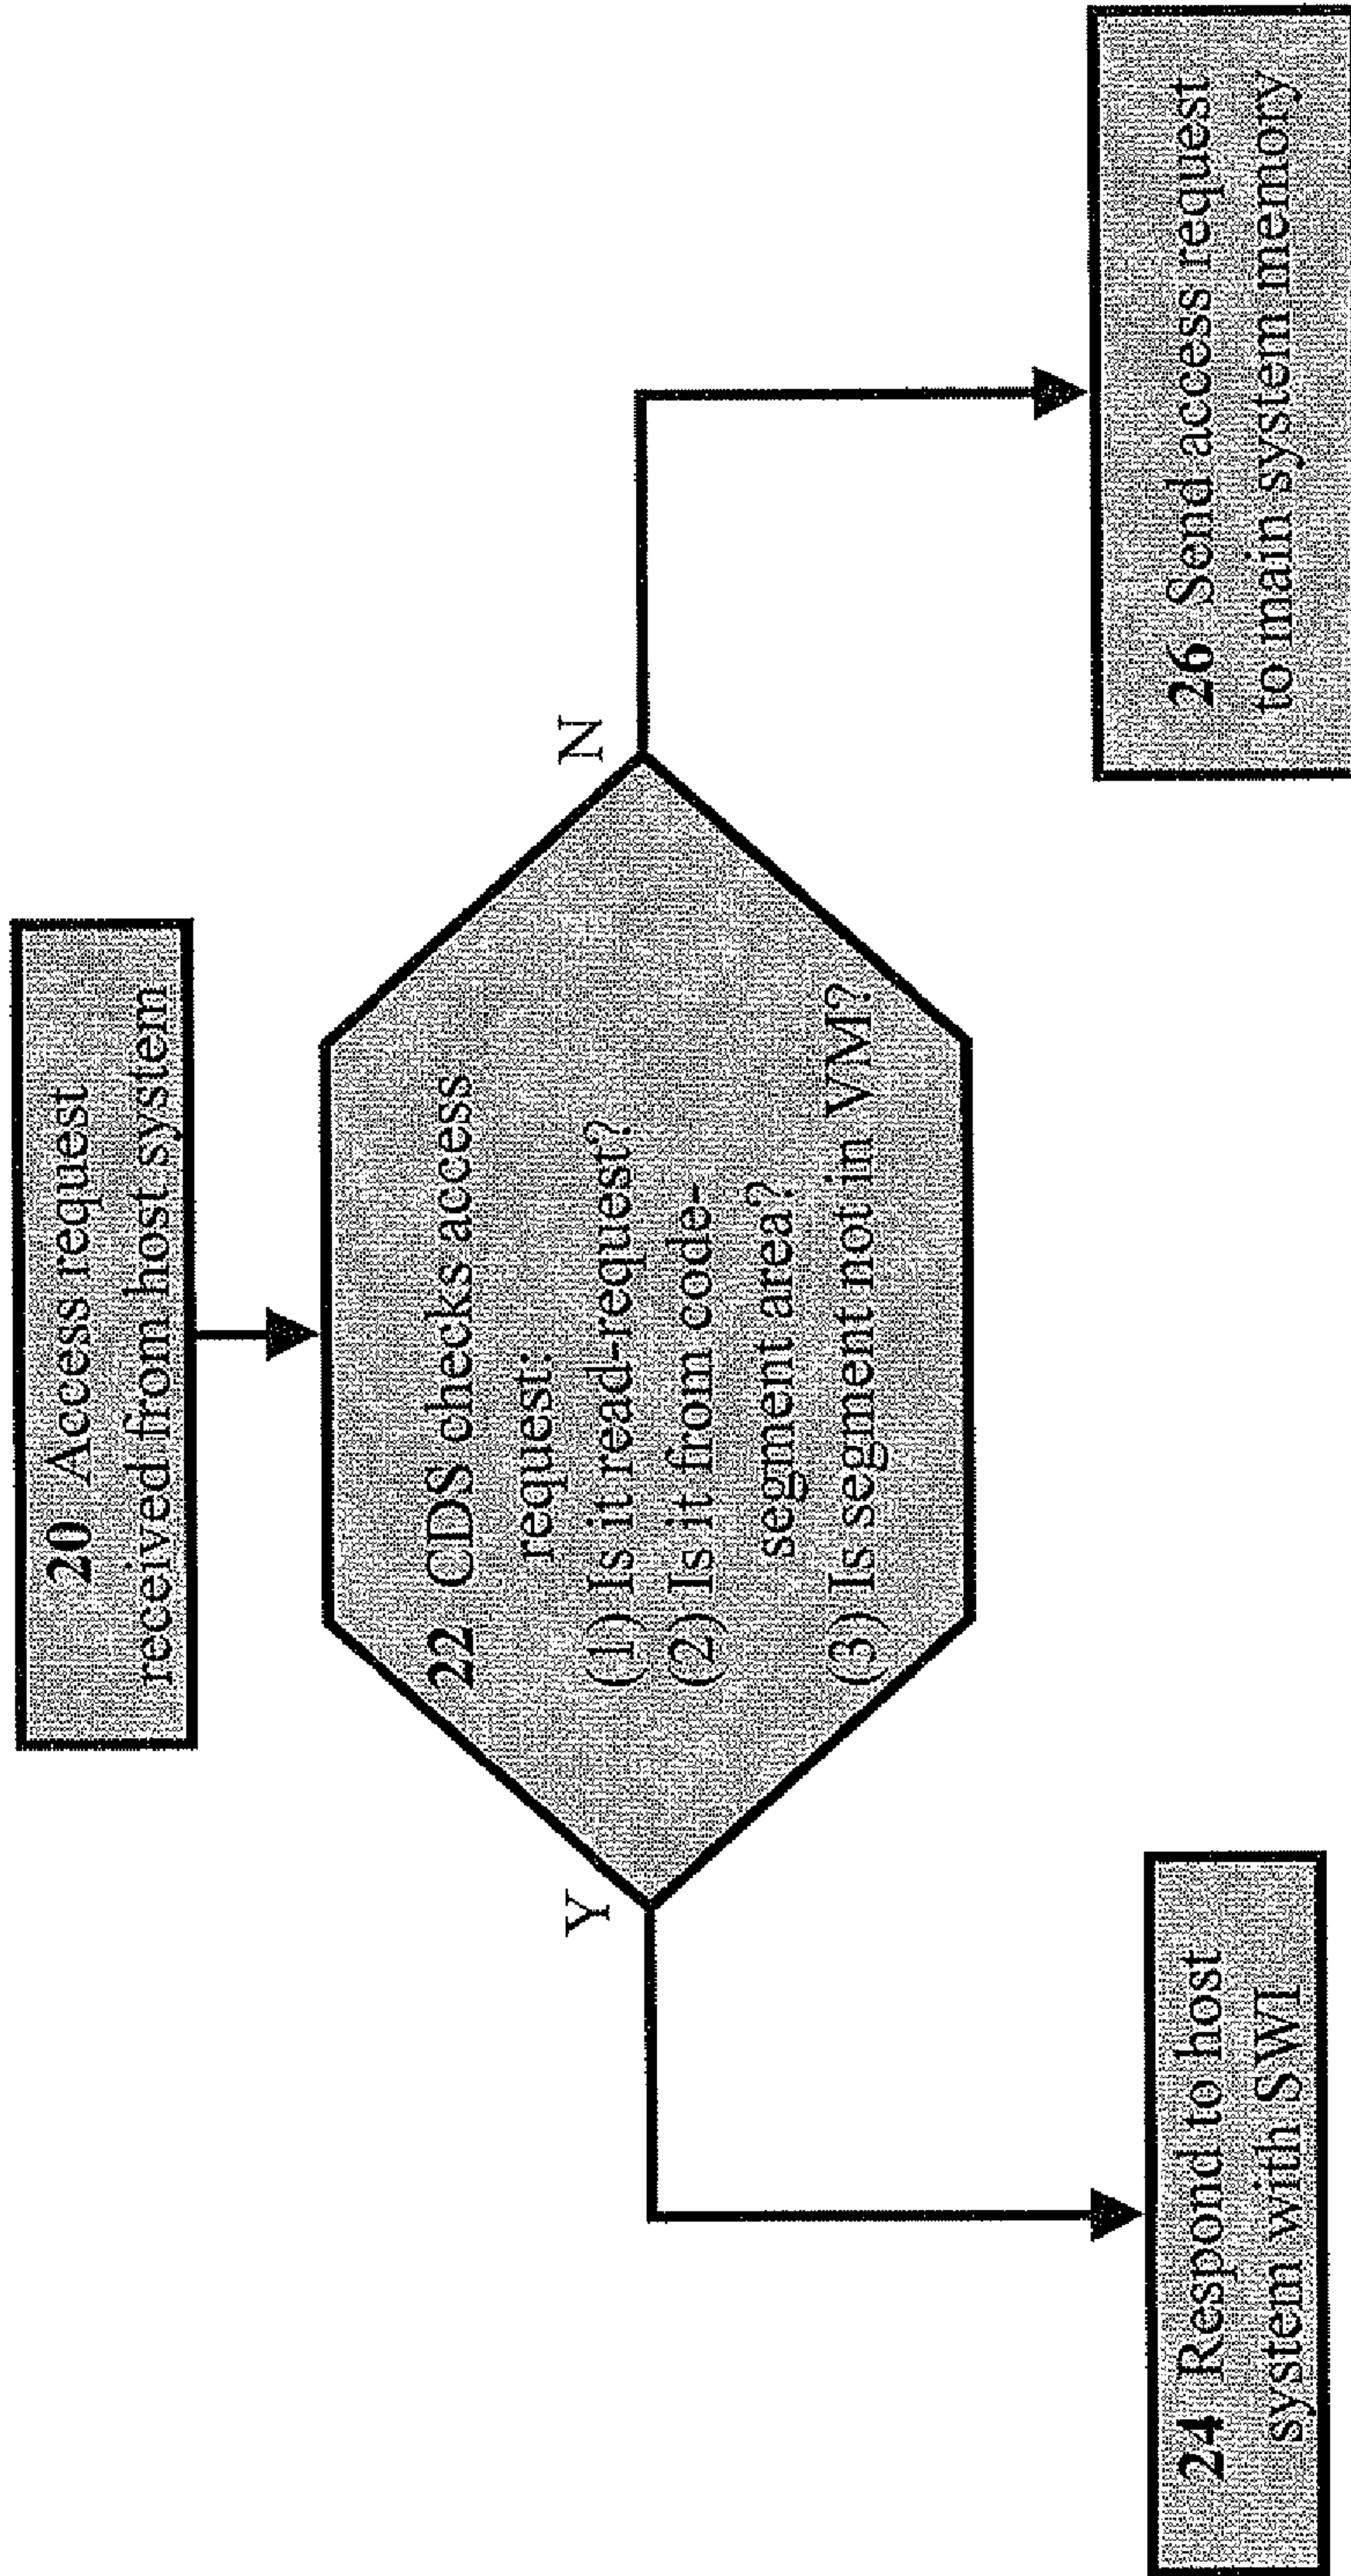 20 Access request
received from host system
22 CDS checks access
request:
(1) Is it read-request?
(2) Is it from code-
segment area?
(3) Is segment not in VM?
Y
N
24 Respond to host
system with SWI
26 Send access request
to main system memory